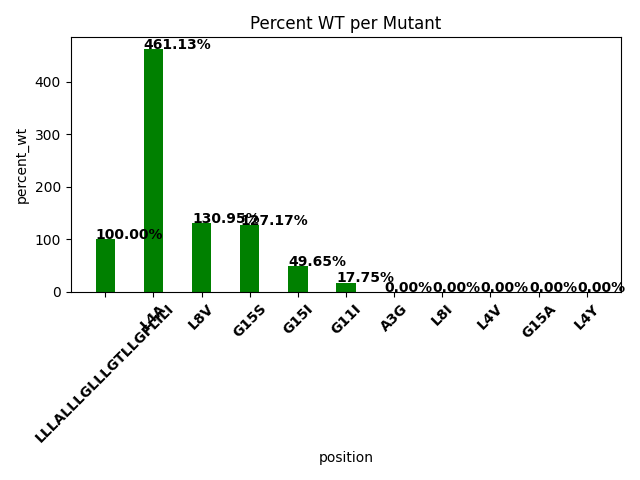 Percent WT per Mutant
percent_wt
400
300
200
100
0
100.00%
461.13%
130.95%
127.17%
49.65%
17.75%
0.00%
0.00%
0.00%
0.00%
0.00%
LLLALLLGLLLGTLLGPLILI
L4A
L8V
G15S
G15I
G11I
A3G
L8I
L4V
G15A
L4Y
position